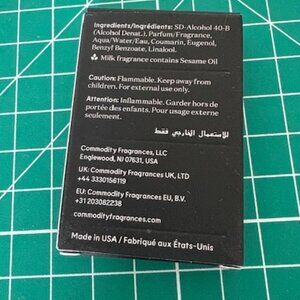 Ingredients/Ingrédients: SD-Alcohol 40-B
(Alcohol Denat.), Parfum/Fragrance,
Aqua/Water/Eau, Coumarin, Eugenol,
Benzyl Benzoate, Linalool.
Milk fragrance contains Sesame Oil
Caution: Flammable. Keep away from
children. For external use only.
Attention: Inflammable. Garder hors de
portée des enfants. Pour usage externe
seulement.
للاستعمال الخارجي فقط
Commodity Fragrances, LLC
Englewood, NJ 07631, USA
UK: Commodity Fragrances UK, LTD
+44 3330156119
EU: Commodity Fragrances EU, B.V.
+31 203082238
commodityfragrances.com
Made in USA / Fabriqué aux États-Unis